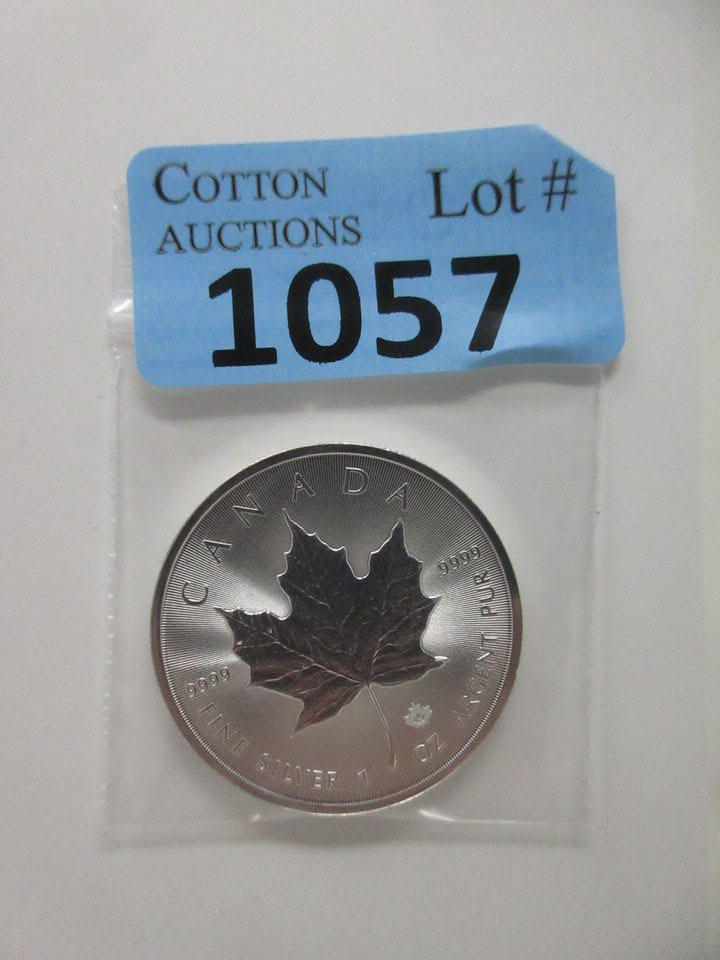 COTTON
AUCTIONS
Lot #
1057
CANADA
9999
9999
FINE SILVER 1 OZ ARGENT PUR